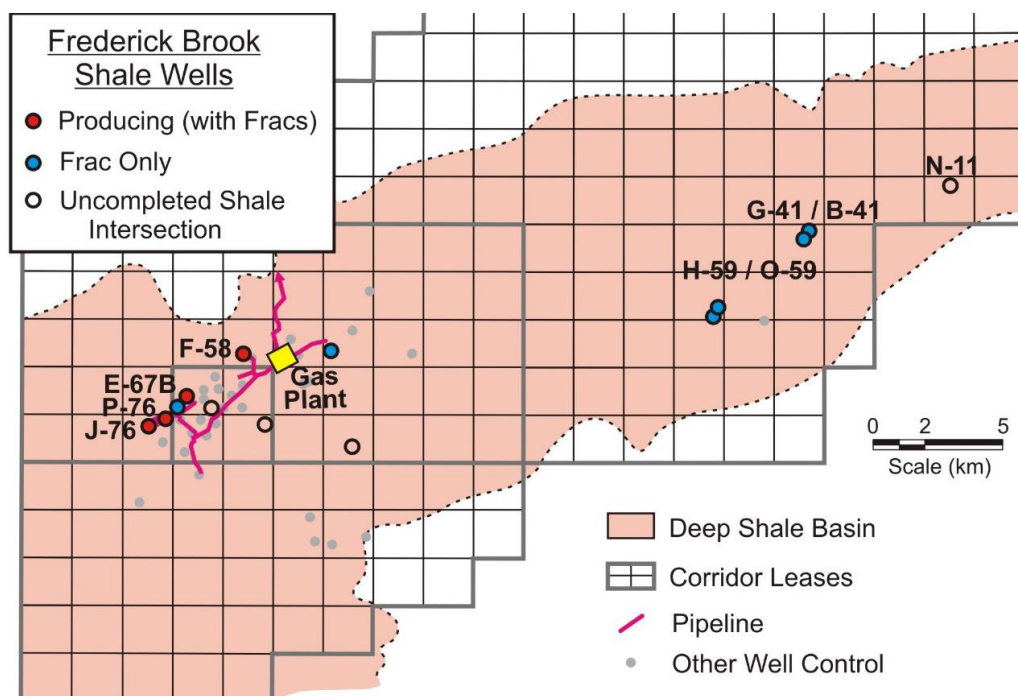 Frederick Brook
Shale Wells
Producing (with Fracs)
Frac Only
Uncompleted Shale
Intersection
N-11
G-41 / B-41
H-59 / O-59
F-58
Gas
Plant
E-67B
P-76
J-76
0 2 5
Scale (km)
Deep Shale Basin
Corridor Leases
Pipeline
Other Well Control